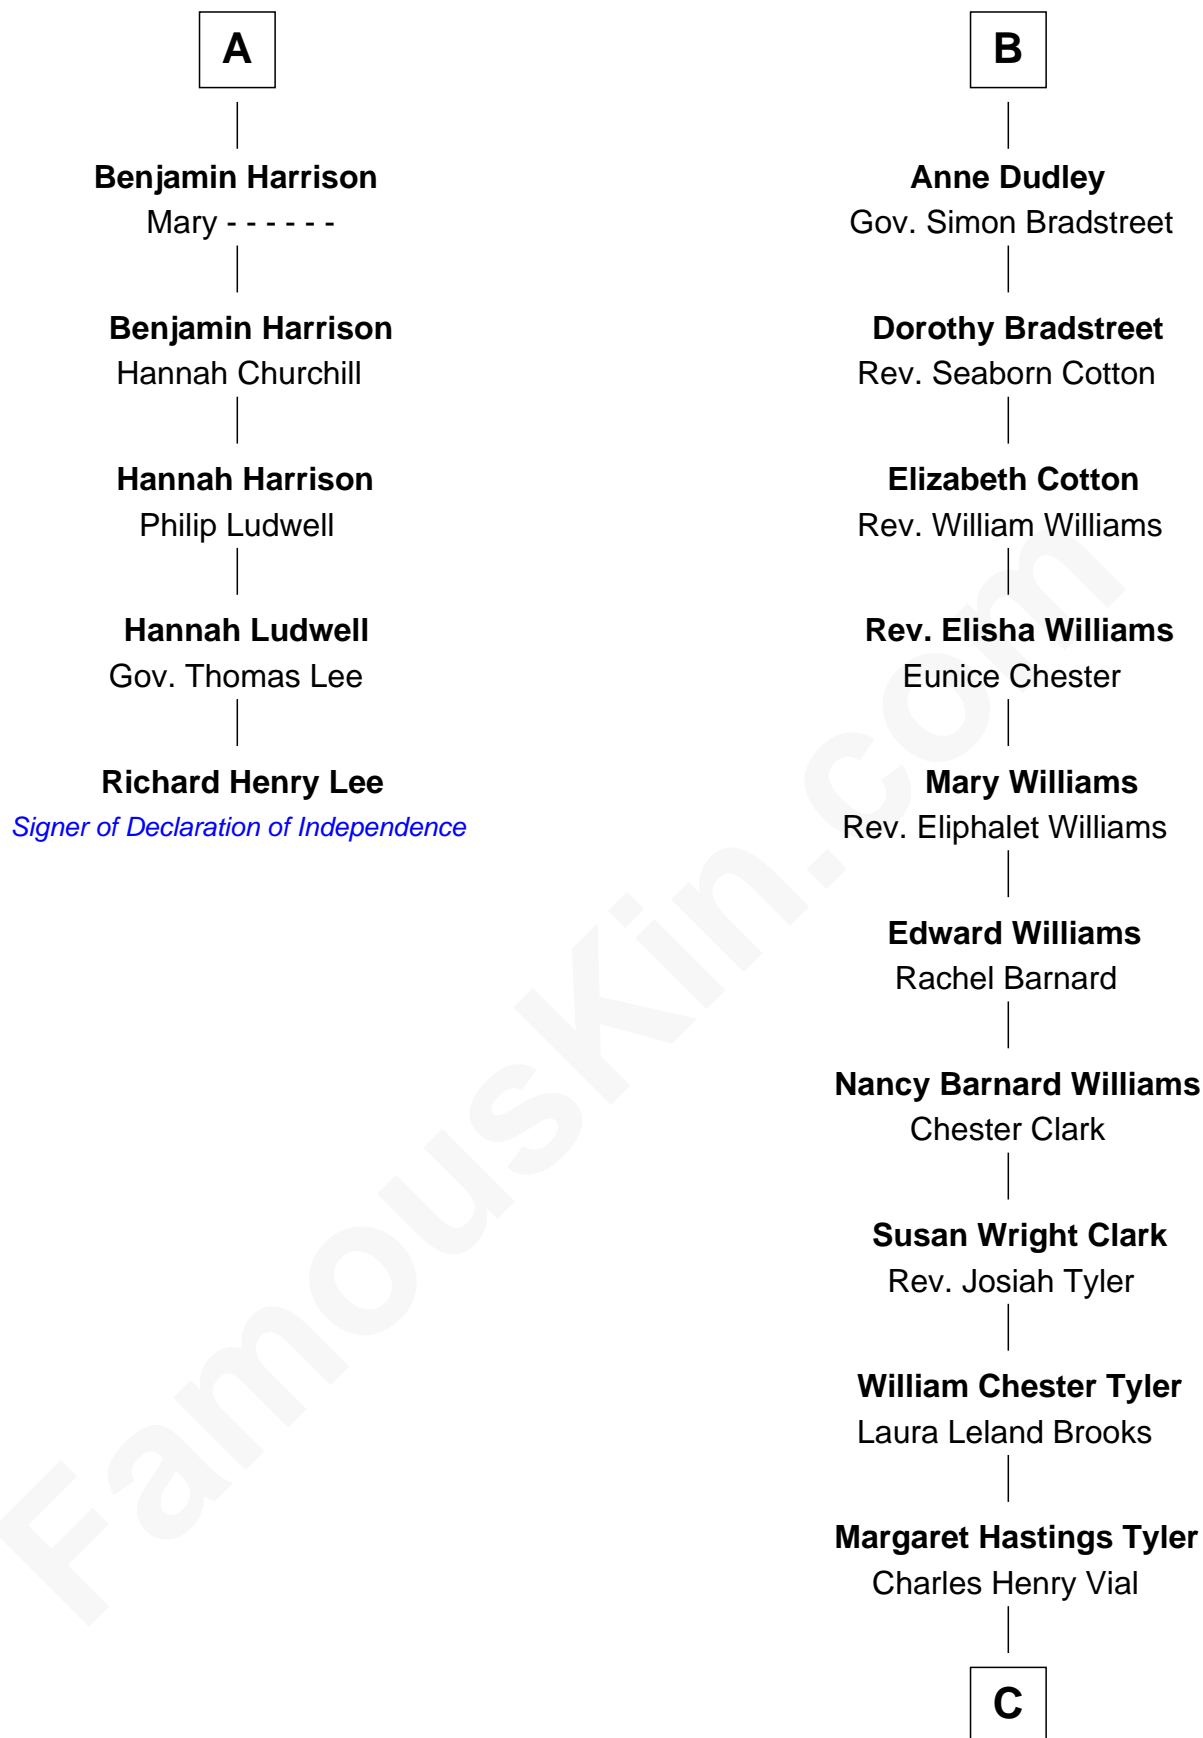 A
Benjamin Harrison
Mary - - - - - -
Benjamin Harrison
Hannah Churchill
Hannah Harrison
Philip Ludwell
Hannah Ludwell
Gov. Thomas Lee
Richard Henry Lee
Signer of Declaration of Independence
B
Anne Dudley
Gov. Simon Bradstreet
Dorothy Bradstreet
Rev. Seaborn Cotton
Elizabeth Cotton
Rev. William Williams
Rev. Elisha Williams
Eunice Chester
Mary Williams
Rev. Eliphalet Williams
Edward Williams
Rachel Barnard
Nancy Barnard Williams
Chester Clark
Susan Wright Clark
Rev. Josiah Tyler
William Chester Tyler
Laura Leland Brooks
Margaret Hastings Tyler
Charles Henry Vial
C
FamousKin.com